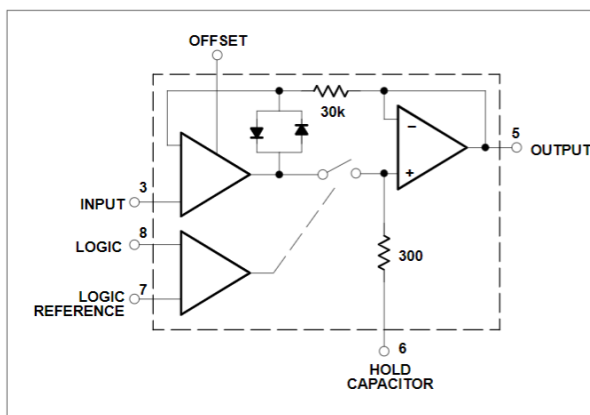 OFFSET
30k
−
5
OUTPUT
+
3
INPUT
8
LOGIC
300
7
LOGIC
REFERENCE
6
HOLD
CAPACITOR